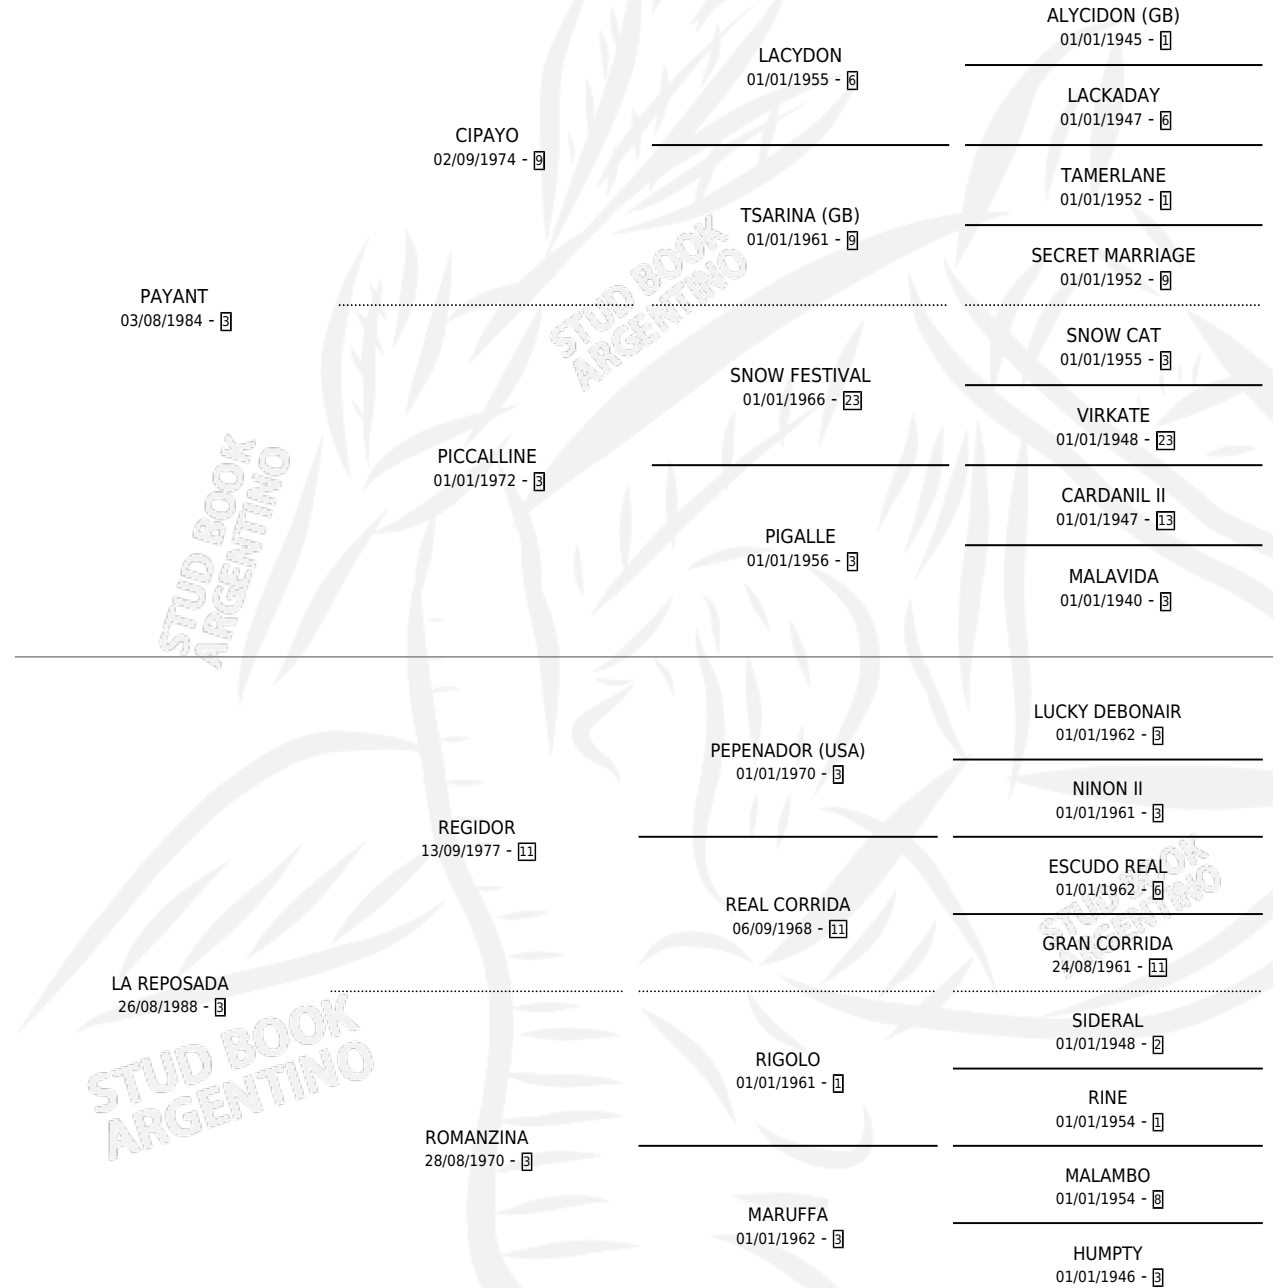 ALYCIDON (GB)
01/01/1945 - 1
LACYDON
01/01/1955 - 6
LACKADAY
01/01/1947 - 6
CIPAYO
02/09/1974 - 9
TAMERLANE
01/01/1952 - 1
TSARINA (GB)
01/01/1961 - 9
SECRET MARRIAGE
01/01/1952 - 9
PAYANT
03/08/1984 - 3
STUD BOOK
ARGENTINO
SNOW CAT
01/01/1955 - 3
SNOW FESTIVAL
01/01/1966 - 23
VIRKATE
01/01/1948 - 23
PICCALLINE
01/01/1972 - 3
CARDANIL II
01/01/1947 - 13
PIGALLE
01/01/1956 - 3
MALAVIDA
01/01/1940 - 3
STUD BOOK
ARGENTINO
LUCKY DEBONAIR
01/01/1962 - 3
PEPENADOR (USA)
01/01/1970 - 3
NINON II
01/01/1961 - 3
REGIDOR
13/09/1977 - 11
ESCUDO REAL
01/01/1962 - 6
REAL CORRIDA
06/09/1968 - 11
GRAN CORRIDA
24/08/1961 - 11
STUD BOOK
ARGENTINO
LA REPOSADA
26/08/1988 - 3
SIDERAL
01/01/1948 - 2
RIGOLO
01/01/1961 - 1
RINE
01/01/1954 - 1
STUD BOOK
ARGENTINO
ROMANZINA
28/08/1970 - 3
MALAMBO
01/01/1954 - 8
MARUFFA
01/01/1962 - 3
HUMPTY
01/01/1946 - 3